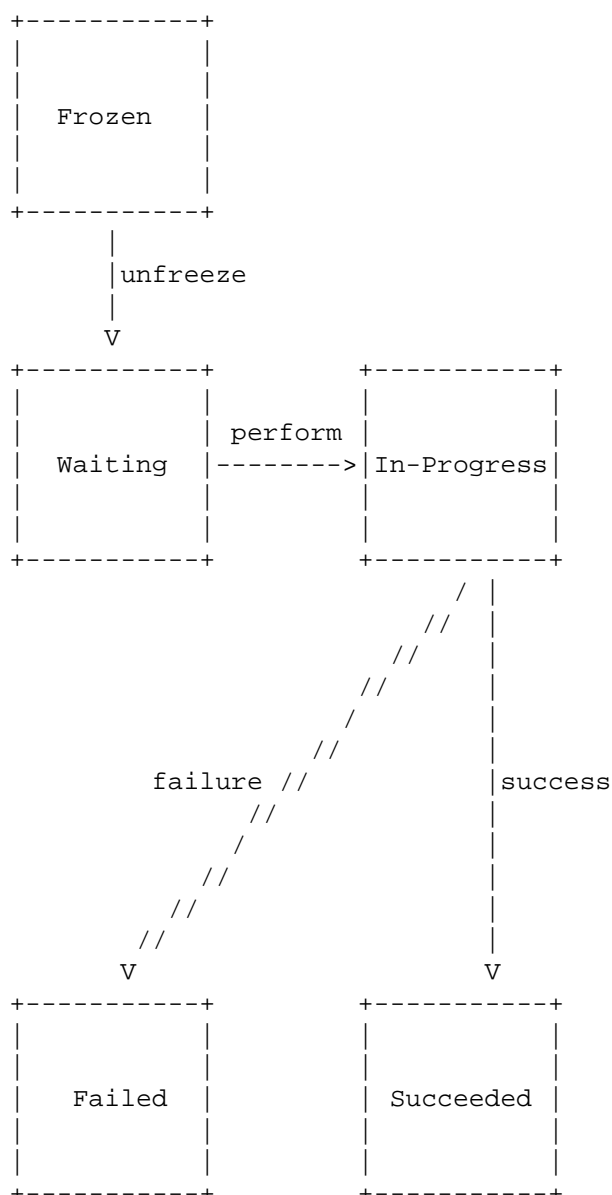 Frozen
unfreeze
perform
Waiting
In-Progress
failure
success
Failed
Succeeded